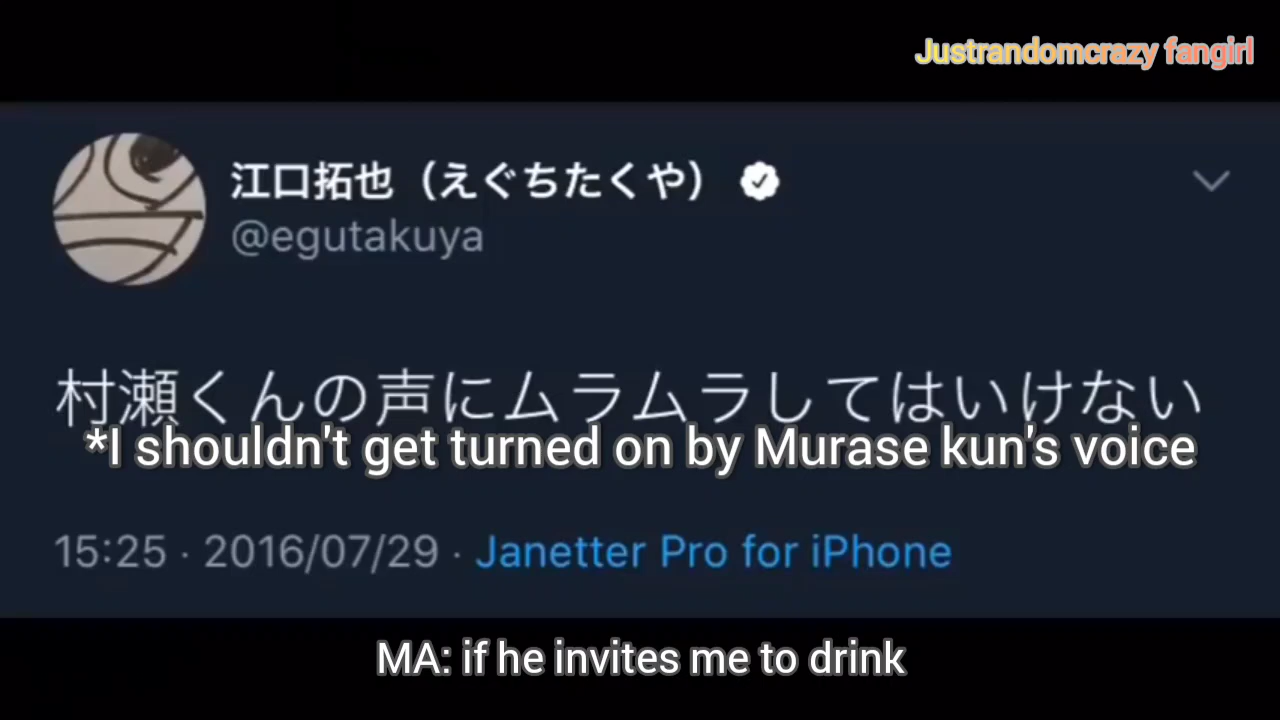 Justrandomcrazy fangirl
江口拓也（えぐちたくや）
@egutakuya
村瀬くんの声にムラムラしてはいけない
*I shouldn't get turned on by Murase kun's voice
15:25 · 2016/07/29 · Janetter Pro for iPhone
MA: if he invites me to drink